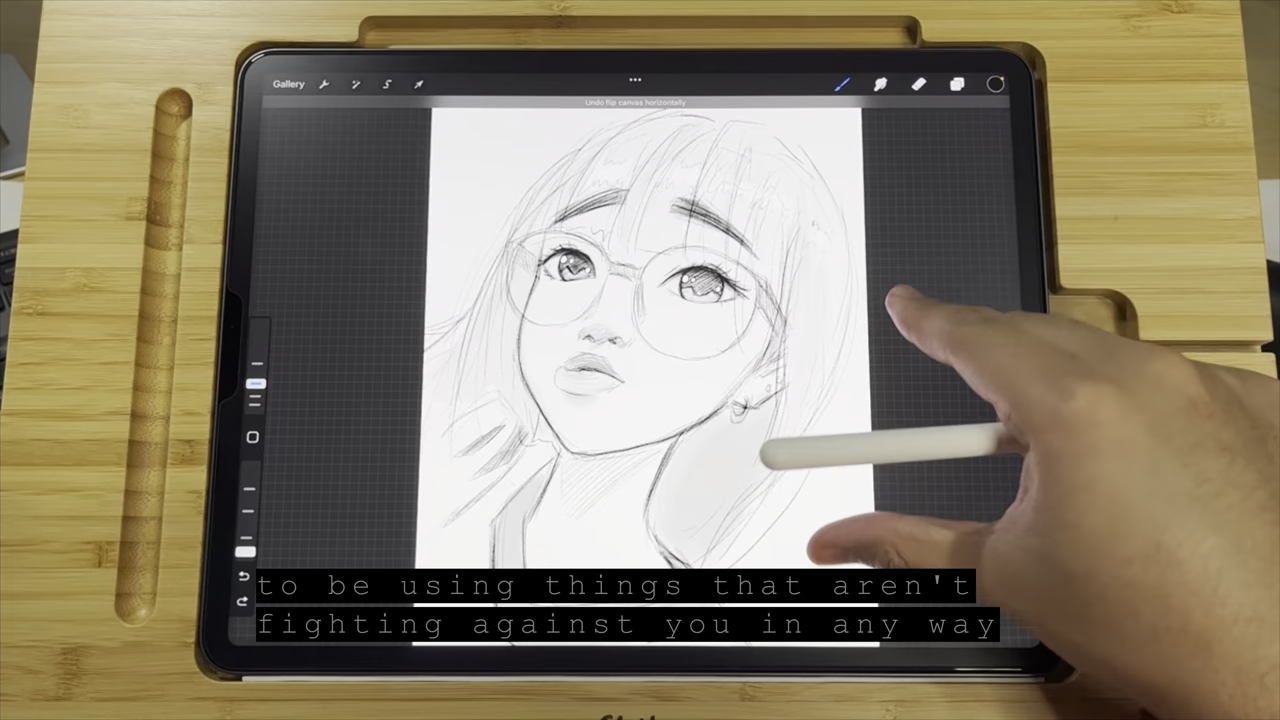 Gallery
Undo flip canvas horizontally
to be using things that aren't
fighting against you in any way